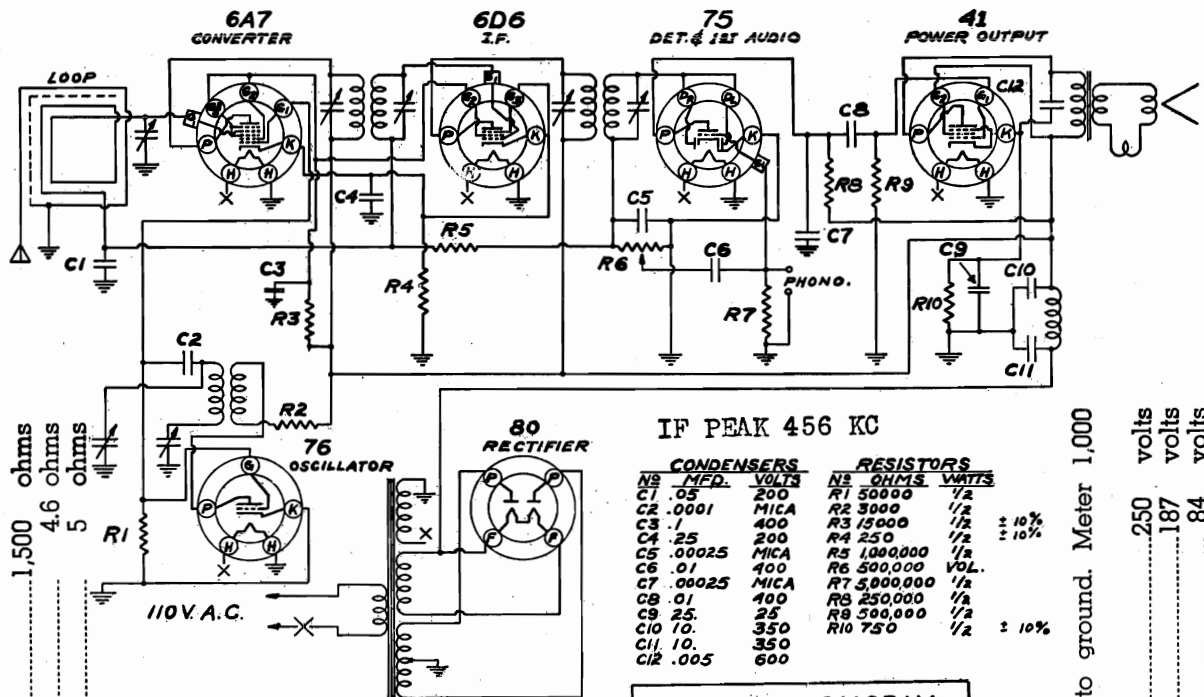 6A7
CONVERTER
6D6
I.F.
75
DET. & 1ST AUDIO
41
POWER OUTPUT
LOOP
G2
G1
P
K
H
H
X
G1
G2
G3
P
K
H
H
X
D
D
P
K
H
H
X
G2
G1
P
K
H
H
X
C12
C8
C4
C5
R8
R9
C1
R5
R6
C6
C7
C9
C10
C3
R3
R4
R7
PHONO.
R10
C11
C2
R2
76
OSCILLATOR
G
P
K
H
H
X
R1
80
RECTIFIER
P
P
F
F
X
110 V. A.C.
IF PEAK 456 KC
CONDENSERS RESISTORS
NO MFD. VOLTS NO OHMS WATTS
C1 .05 200 R1 50000 1/2
C2 .0001 MICA R2 3000 1/2
C3 .1 400 R3 15000 1/2 ± 10%
C4 .25 200 R4 250 1/2 ± 10%
C5 .00025 MICA R5 1,000,000 1/2
C6 .01 400 R6 500,000 VOL.
C7 .00025 MICA R7 5,000,000 1/2
C8 .01 400 R8 250,000 1/2
C9 25. 25 R9 500,000 1/2
C10 10. 350 R10 750 1/2 ± 10%
C11 10. 350
C12 .005 600
1,500 ohms
4.6 ohms
5 ohms
to ground. Meter 1,000
250 volts
187 volts
84 volts